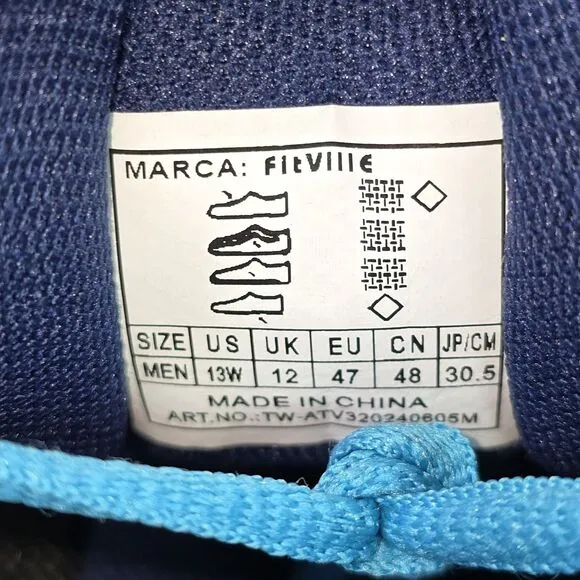 MARCA: FitVille
SIZE US UK EU CN JP/CM
MEN 13W 12 47 48 30.5
MADE IN CHINA
ART.NO.:TW-ATV320240605M